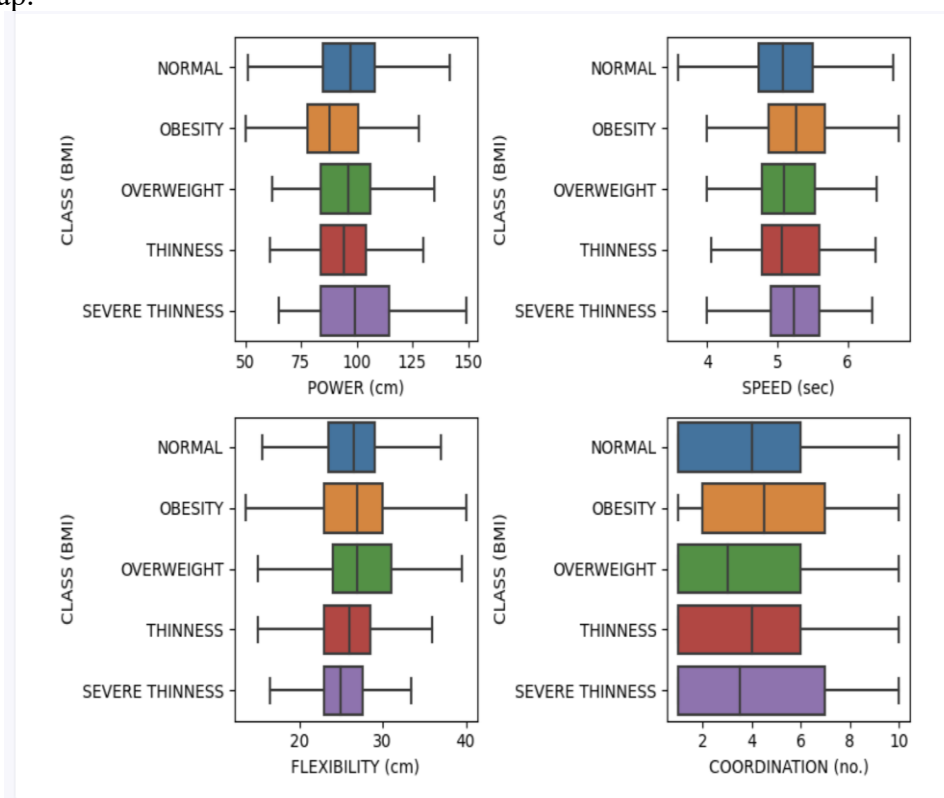 up.
NORMAL
OBESITY
OVERWEIGHT
THINNESS
SEVERE THINNESS
CLASS (BMI)
50 75 100 125 150
POWER (cm)
NORMAL
OBESITY
OVERWEIGHT
THINNESS
SEVERE THINNESS
CLASS (BMI)
4 5 6
SPEED (sec)
NORMAL
OBESITY
OVERWEIGHT
THINNESS
SEVERE THINNESS
CLASS (BMI)
20 30 40
FLEXIBILITY (cm)
NORMAL
OBESITY
OVERWEIGHT
THINNESS
SEVERE THINNESS
CLASS (BMI)
2 4 6 8 10
COORDINATION (no.)